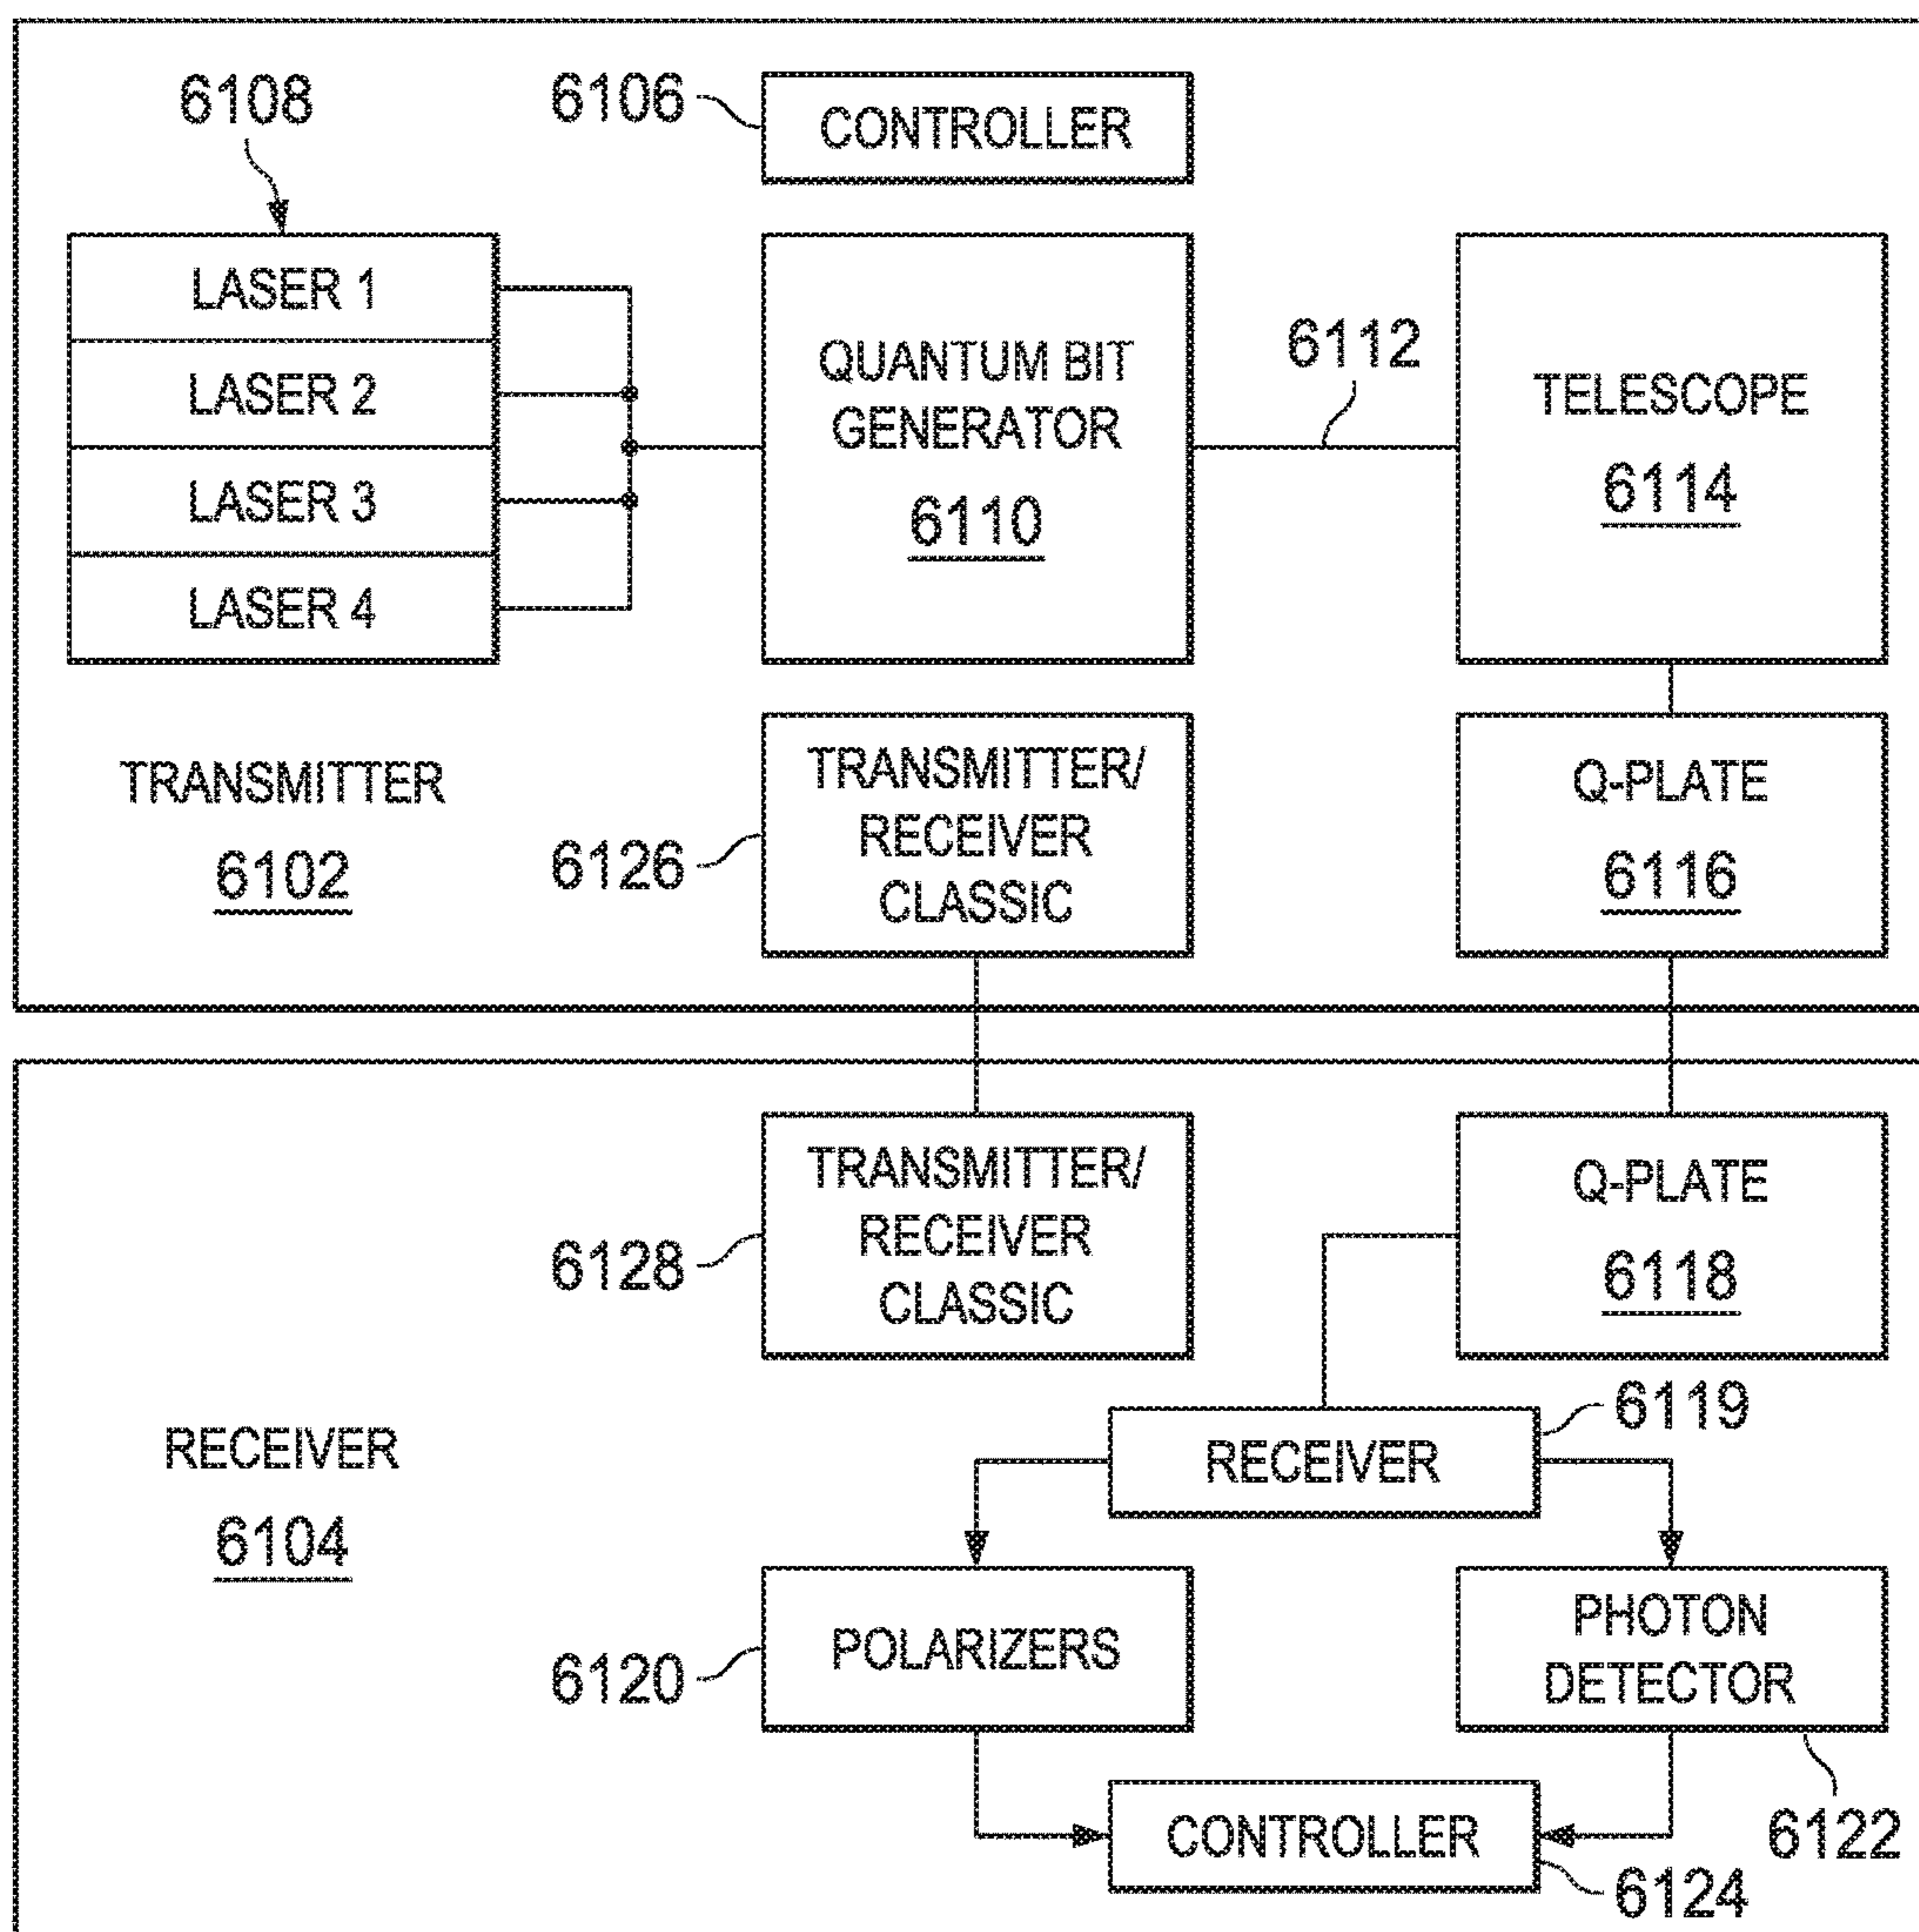 6108
6106
CONTROLLER
LASER 1
LASER 2
LASER 3
LASER 4
QUANTUM BIT
GENERATOR
6110
6112
TELESCOPE
6114
TRANSMITTER
6102
6126
TRANSMITTER/
RECEIVER
CLASSIC
Q-PLATE
6116
6128
TRANSMITTER/
RECEIVER
CLASSIC
Q-PLATE
6118
RECEIVER
6104
RECEIVER
6119
6120
POLARIZERS
PHOTON
DETECTOR
6122
CONTROLLER
6124